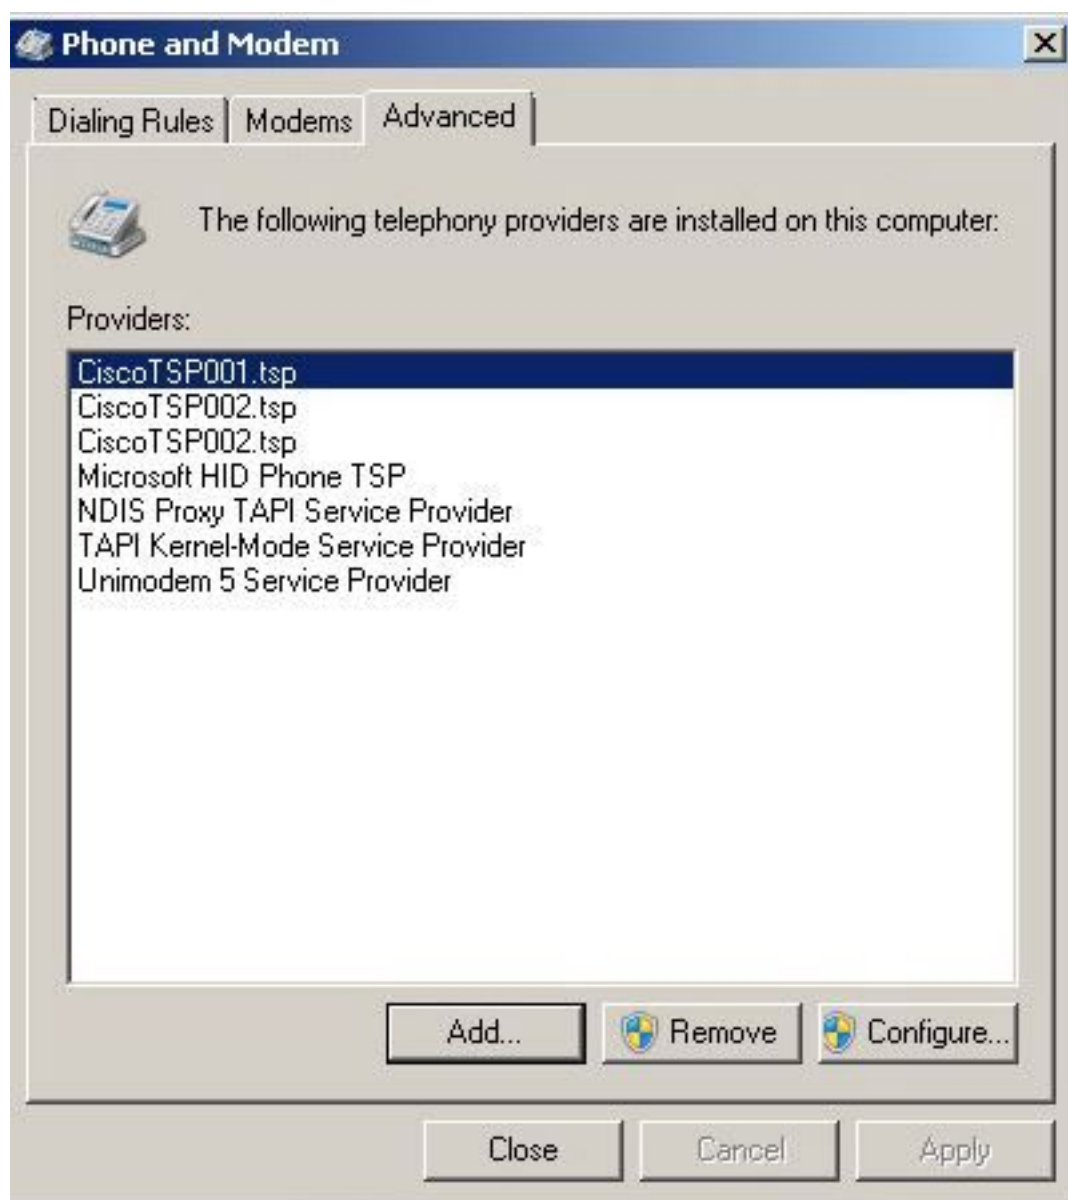 Phone and Modem
Dialing Rules Modems Advanced
The following telephony providers are installed on this computer:
Providers:
CiscoTSP001.tsp
CiscoTSP002.tsp
CiscoTSP002.tsp
Microsoft HID Phone TSP
NDIS Proxy TAPI Service Provider
TAPI Kernel-Mode Service Provider
Unimodem 5 Service Provider
Add... Remove Configure...
Close Cancel Apply